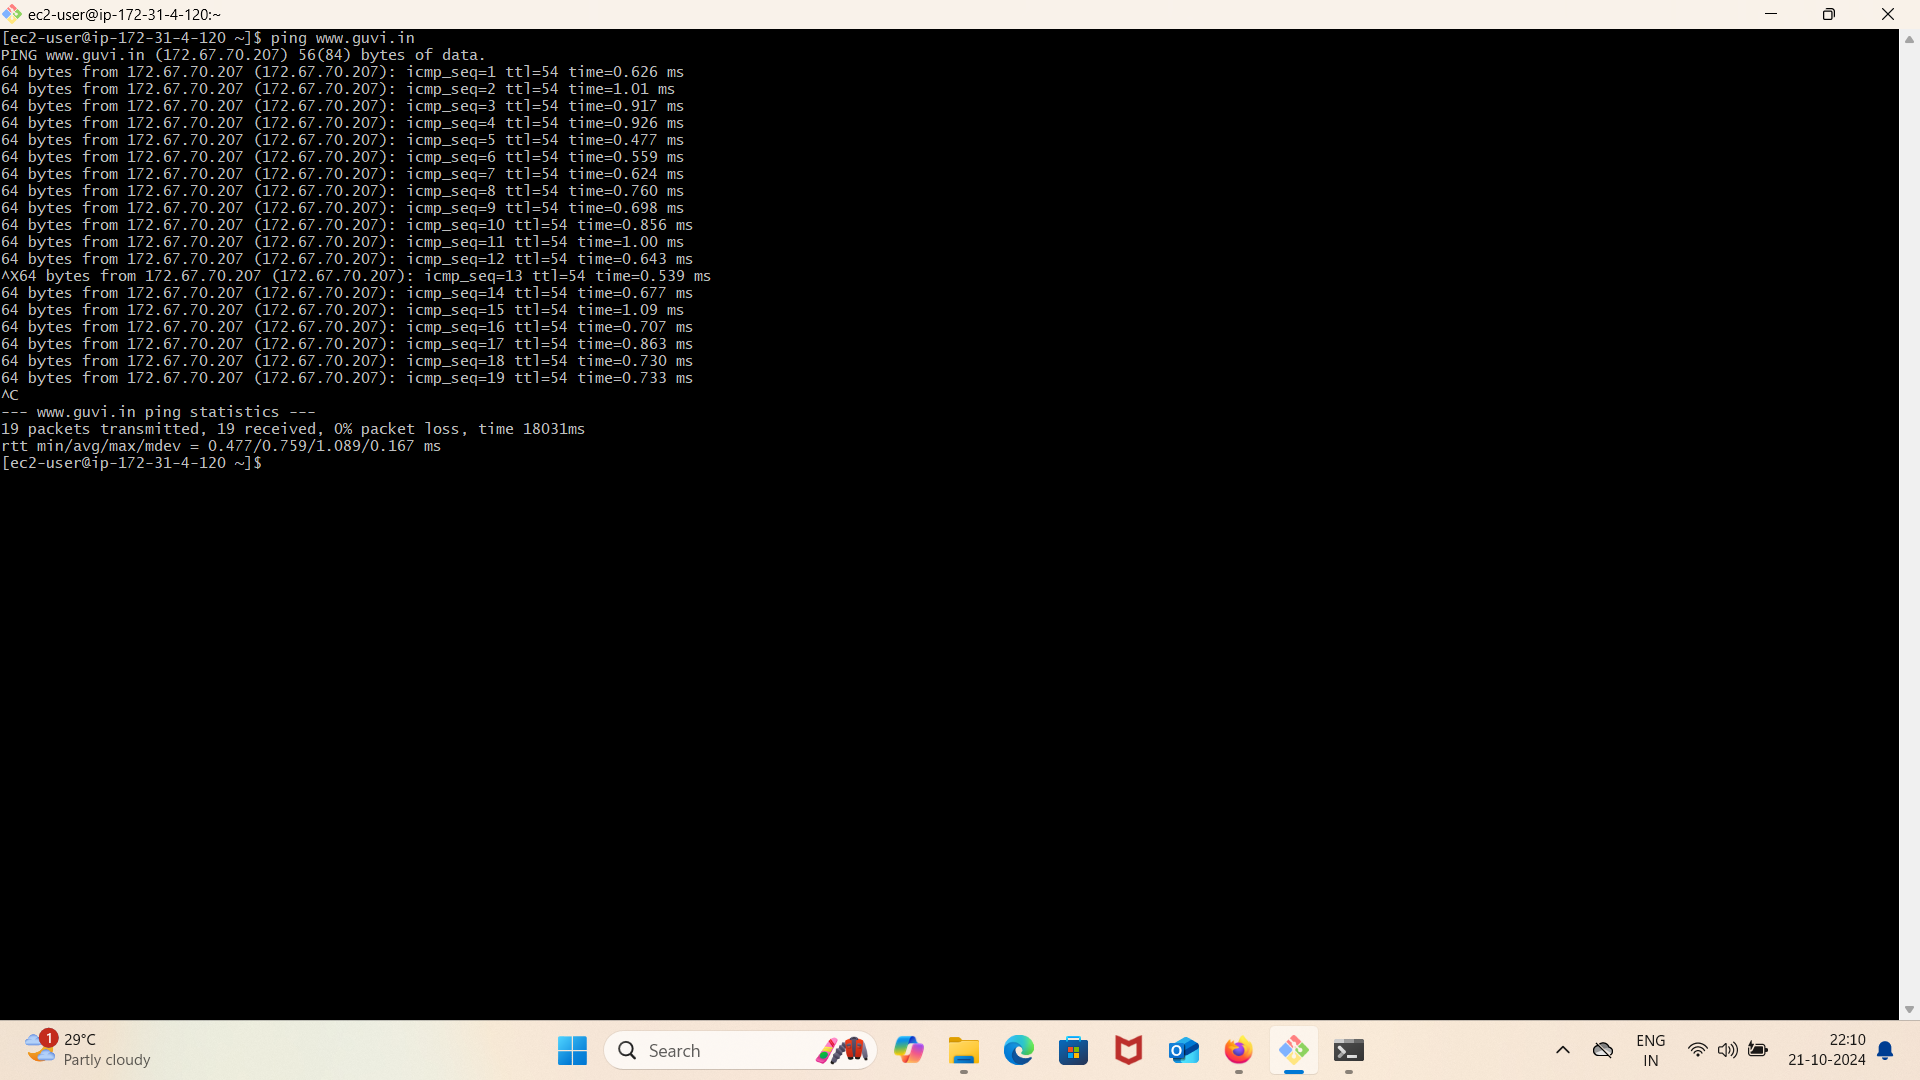 ec2-user@ip-172-31-4-120:~
[ec2-user@ip-172-31-4-120 ~]$ ping www.guvi.in
PING www.guvi.in (172.67.70.207) 56(84) bytes of data.
64 bytes from 172.67.70.207 (172.67.70.207): icmp_seq=1 ttl=54 time=0.626 ms
64 bytes from 172.67.70.207 (172.67.70.207): icmp_seq=2 ttl=54 time=1.01 ms
64 bytes from 172.67.70.207 (172.67.70.207): icmp_seq=3 ttl=54 time=0.917 ms
64 bytes from 172.67.70.207 (172.67.70.207): icmp_seq=4 ttl=54 time=0.926 ms
64 bytes from 172.67.70.207 (172.67.70.207): icmp_seq=5 ttl=54 time=0.477 ms
64 bytes from 172.67.70.207 (172.67.70.207): icmp_seq=6 ttl=54 time=0.559 ms
64 bytes from 172.67.70.207 (172.67.70.207): icmp_seq=7 ttl=54 time=0.624 ms
64 bytes from 172.67.70.207 (172.67.70.207): icmp_seq=8 ttl=54 time=0.760 ms
64 bytes from 172.67.70.207 (172.67.70.207): icmp_seq=9 ttl=54 time=0.698 ms
64 bytes from 172.67.70.207 (172.67.70.207): icmp_seq=10 ttl=54 time=0.856 ms
64 bytes from 172.67.70.207 (172.67.70.207): icmp_seq=11 ttl=54 time=1.00 ms
64 bytes from 172.67.70.207 (172.67.70.207): icmp_seq=12 ttl=54 time=0.643 ms
^X64 bytes from 172.67.70.207 (172.67.70.207): icmp_seq=13 ttl=54 time=0.539 ms
64 bytes from 172.67.70.207 (172.67.70.207): icmp_seq=14 ttl=54 time=0.677 ms
64 bytes from 172.67.70.207 (172.67.70.207): icmp_seq=15 ttl=54 time=1.09 ms
64 bytes from 172.67.70.207 (172.67.70.207): icmp_seq=16 ttl=54 time=0.707 ms
64 bytes from 172.67.70.207 (172.67.70.207): icmp_seq=17 ttl=54 time=0.863 ms
64 bytes from 172.67.70.207 (172.67.70.207): icmp_seq=18 ttl=54 time=0.730 ms
64 bytes from 172.67.70.207 (172.67.70.207): icmp_seq=19 ttl=54 time=0.733 ms
^C
--- www.guvi.in ping statistics ---
19 packets transmitted, 19 received, 0% packet loss, time 18031ms
rtt min/avg/max/mdev = 0.477/0.759/1.089/0.167 ms
[ec2-user@ip-172-31-4-120 ~]$
1
29°C
Partly cloudy
Search
ENG
IN
22:10
21-10-2024